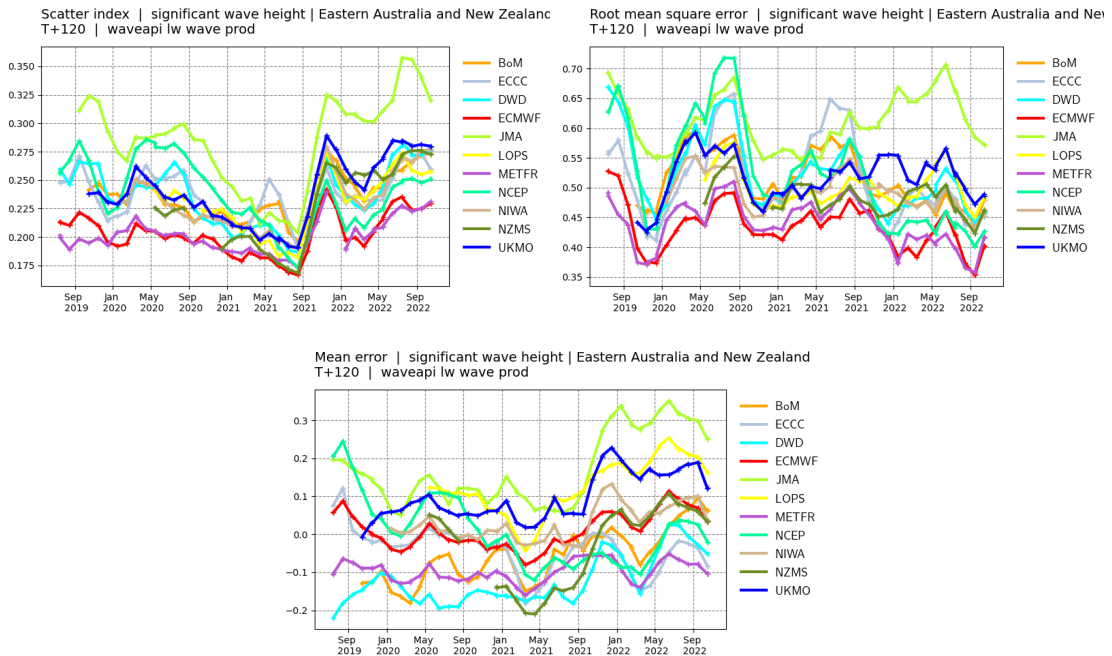 Scatter index | significant wave height | Eastern Australia and New Zealand
T+120 | waveapi lw wave prod
0.350
0.325
0.300
0.275
0.250
0.225
0.200
0.175
Sep 2019
Jan 2020
May 2020
Sep 2020
Jan 2021
May 2021
Sep 2021
Jan 2022
May 2022
Sep 2022
BoM
ECCC
DWD
ECMWF
JMA
LOPS
METFR
NCEP
NIWA
NZMS
UKMO
Root mean square error | significant wave height | Eastern Australia and New
T+120 | waveapi lw wave prod
0.70
0.65
0.60
0.55
0.50
0.45
0.40
0.35
Sep 2019
Jan 2020
May 2020
Sep 2020
Jan 2021
May 2021
Sep 2021
Jan 2022
May 2022
Sep 2022
BoM
ECCC
DWD
ECMWF
JMA
LOPS
METFR
NCEP
NIWA
NZMS
UKMO
Mean error | significant wave height | Eastern Australia and New Zealand
T+120 | waveapi lw wave prod
0.3
0.2
0.1
0.0
−0.1
−0.2
Sep 2019
Jan 2020
May 2020
Sep 2020
Jan 2021
May 2021
Sep 2021
Jan 2022
May 2022
Sep 2022
BoM
ECCC
DWD
ECMWF
JMA
LOPS
METFR
NCEP
NIWA
NZMS
UKMO